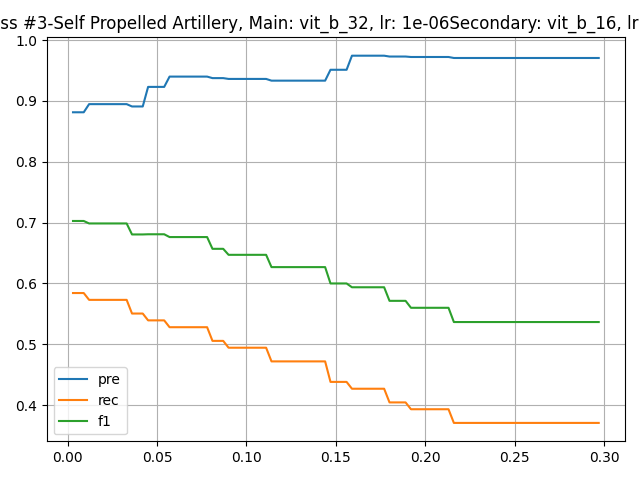 ss #3-Self Propelled Artillery, Main: vit_b_32, lr: 1e-06Secondary: vit_b_16, lr
1.0
0.9
0.8
0.7
0.6
0.5
0.4
pre
rec
f1
0.00 0.05 0.10 0.15 0.20 0.25 0.30